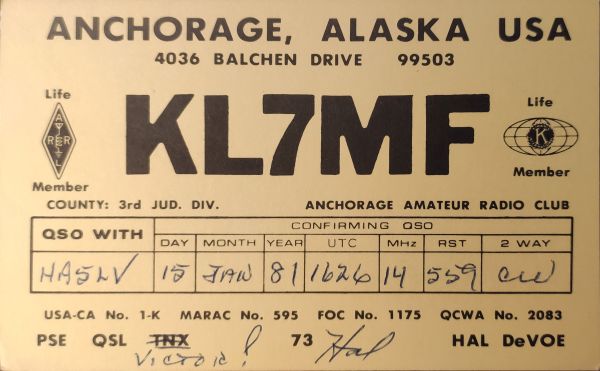 ANCHORAGE, ALASKA USA
4036 BALCHEN DRIVE 99503
Life
ARRL
Member
KL7MF
Life
K
Member
COUNTY: 3rd JUD. DIV. ANCHORAGE AMATEUR RADIO CLUB
QSO WITH CONFIRMING QSO
DAY MONTH YEAR UTC MHz RST 2 WAY
HA5LV 15 JAN 81 1626 14 559 CW
USA-CA No. 1-K MARAC No. 595 FOC No. 1175 QCWA No. 2083
PSE QSL TNX 73 Hal HAL DeVOE
VICTOR!